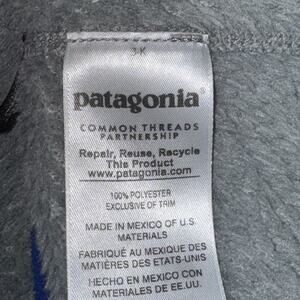 3-K
patagonia®
COMMON THREADS
PARTNERSHIP
Repair, Reuse, Recycle
This Product
www.patagonia.com
100% POLYESTER
EXCLUSIVE OF TRIM
MADE IN MEXICO OF U.S.
MATERIALS
FABRIQUÉ AU MEXIQUE DES
MATIÈRES DES ETATS-UNIS
HECHO EN MEXICO CON
MATERIALES DE EE.UU.